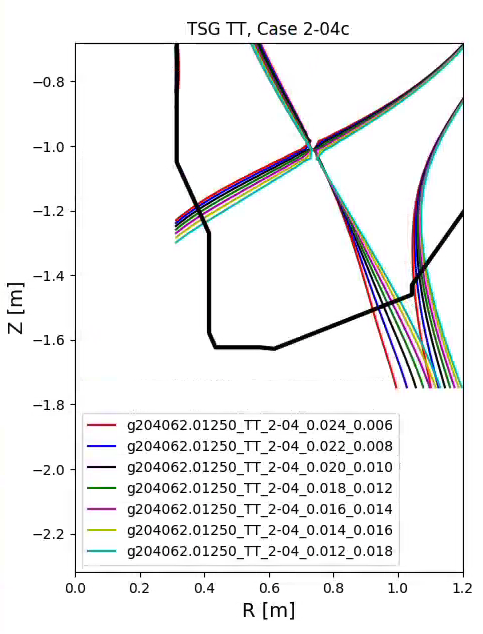 TSG TT, Case 2-04c
−0.8
−1.0
−1.2
−1.4
−1.6
−1.8
−2.0
−2.2
Z [m]
g204062.01250_TT_2-04_0.024_0.006
g204062.01250_TT_2-04_0.022_0.008
g204062.01250_TT_2-04_0.020_0.010
g204062.01250_TT_2-04_0.018_0.012
g204062.01250_TT_2-04_0.016_0.014
g204062.01250_TT_2-04_0.014_0.016
g204062.01250_TT_2-04_0.012_0.018
0.0 0.2 0.4 0.6 0.8 1.0 1.2
R [m]